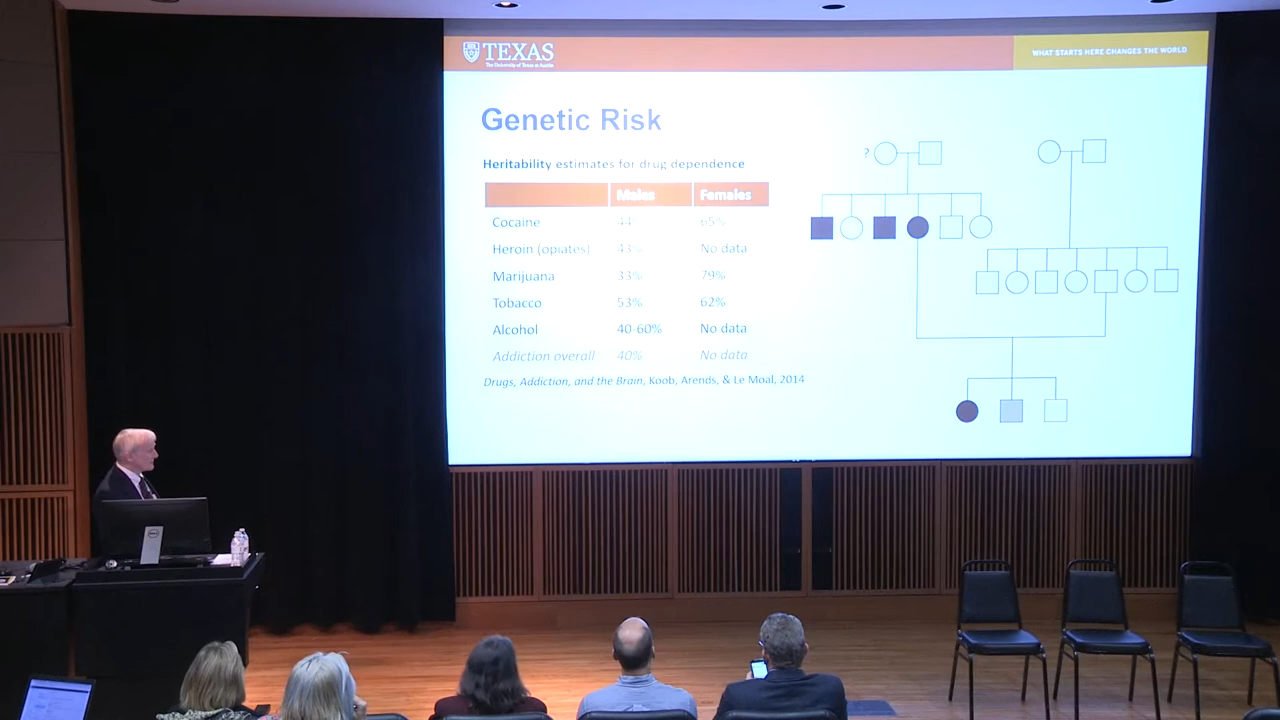 TEXAS
The University of Texas at Austin
WHAT STARTS HERE CHANGES THE WORLD
Genetic Risk
Heritability estimates for drug dependence
Males Females
Cocaine 44% 65%
Heroin (opiates) 43% No data
Marijuana 33% 79%
Tobacco 53% 62%
Alcohol 40-60% No data
Addiction overall 40% No data
Drugs, Addiction, and the Brain, Koob, Arends, & Le Moal, 2014
?
DELL